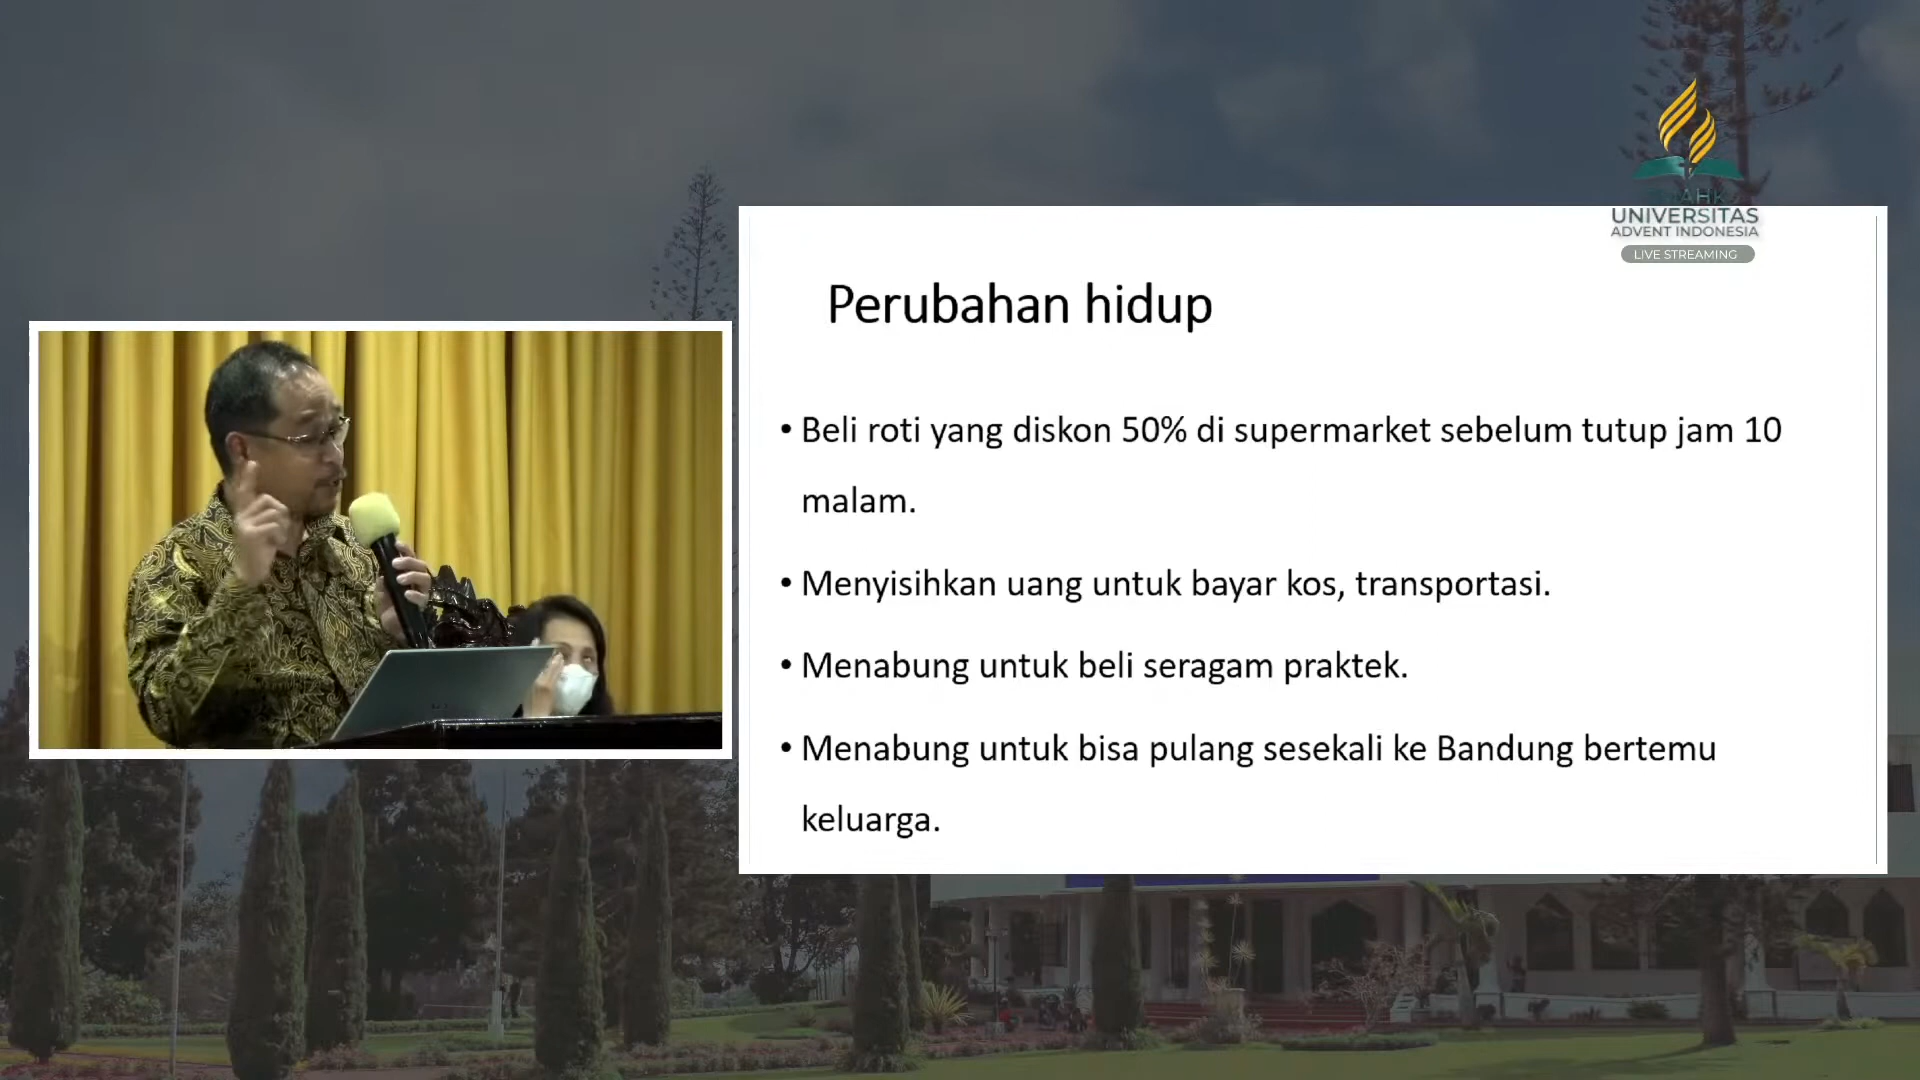 UNIVERSITAS
ADVENT INDONESIA
LIVE STREAMING
Perubahan hidup
• Beli roti yang diskon 50% di supermarket sebelum tutup jam 10
malam.
• Menyisihkan uang untuk bayar kos, transportasi.
• Menabung untuk beli seragam praktek.
• Menabung untuk bisa pulang sesekali ke Bandung bertemu
keluarga.